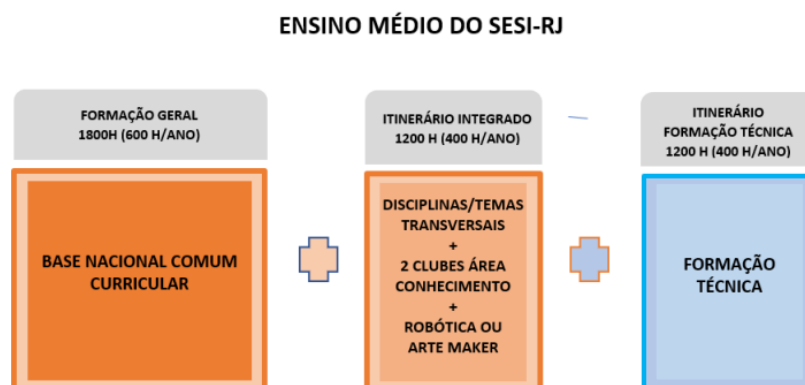 ENSINO MÉDIO DO SESI-RJ
FORMAÇÃO GERAL
1800H (600 H/ANO)
BASE NACIONAL COMUM
CURRICULAR
ITINERÁRIO INTEGRADO
1200 H (400 H/ANO)
DISCIPLINAS/TEMAS
TRANSVERSAIS
+
2 CLUBES ÁREA
CONHECIMENTO
+
ROBÓTICA OU
ARTE MAKER
ITINERÁRIO
FORMAÇÃO TÉCNICA
1200 H (400 H/ANO)
FORMAÇÃO
TÉCNICA